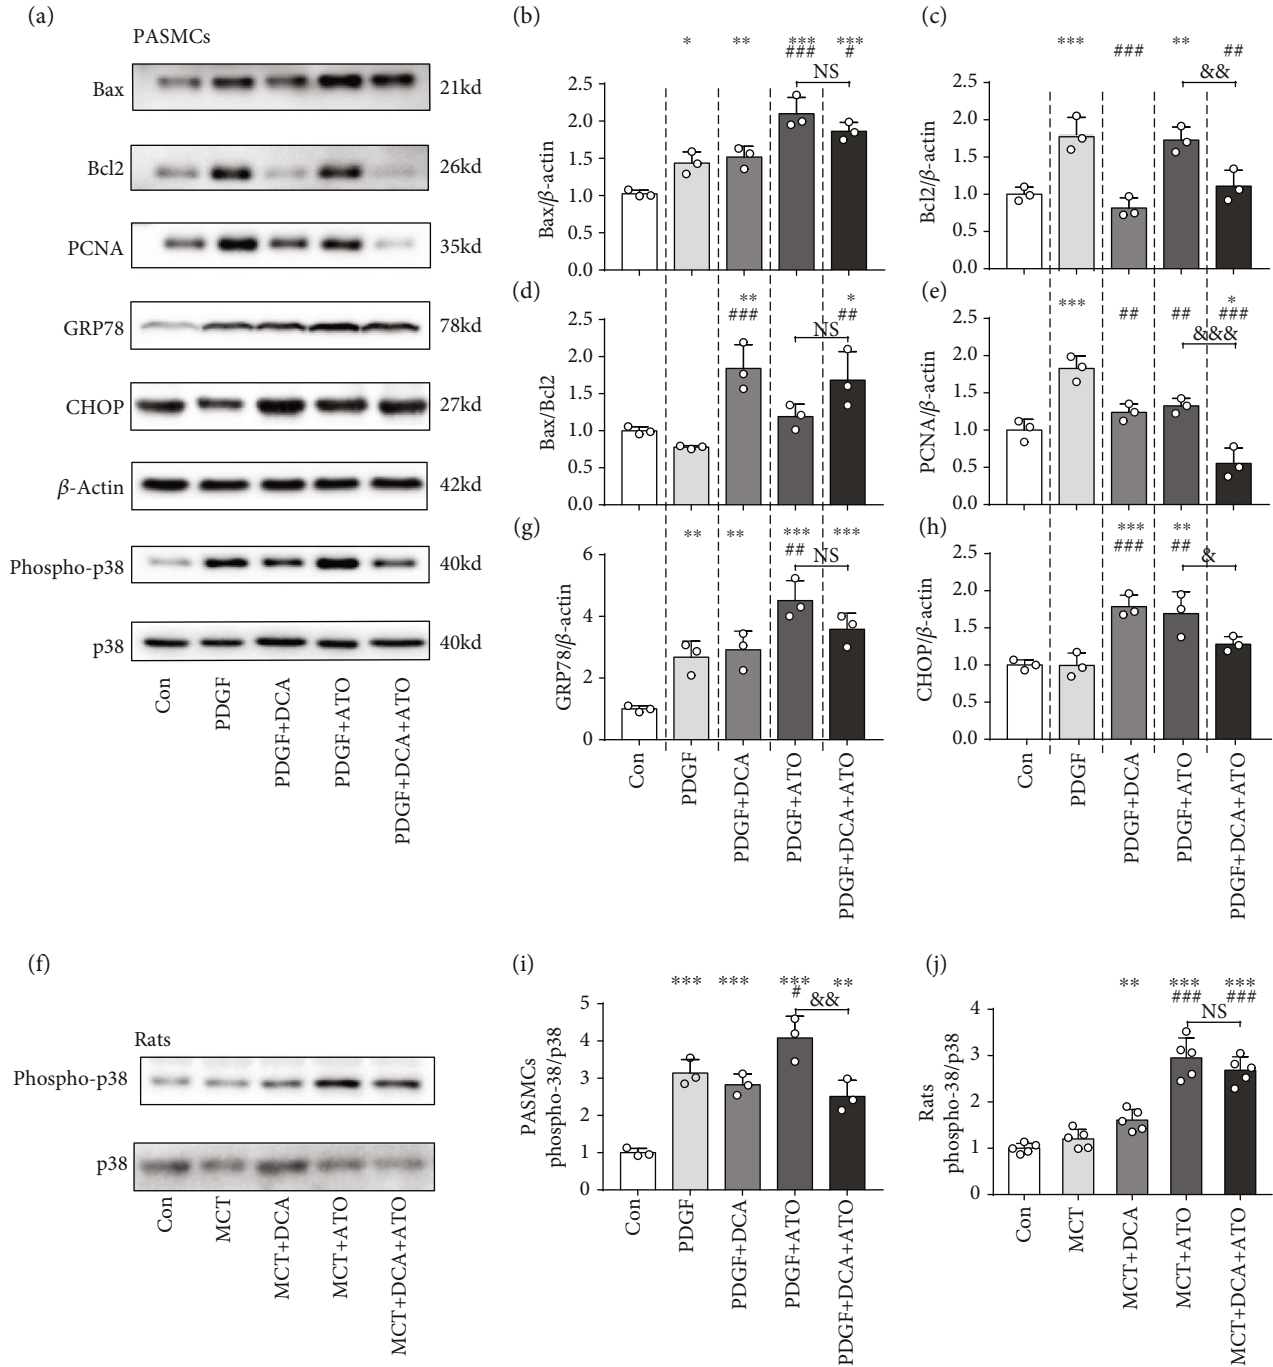 (a)
PASMCs
Bax
21kd
Bcl2
26kd
PCNA
35kd
GRP78
78kd
CHOP
27kd
β-Actin
42kd
Phospho-p38
40kd
p38
40kd
Con
PDGF
PDGF+DCA
PDGF+ATO
PDGF+DCA+ATO
(b)
* ** *** ***
### #
NS
Bax/β-actin
2.5
2.0
1.5
1.0
0.5
0.0
(c)
*** ### ** ##
&&
Bcl2/β-actin
2.5
2.0
1.5
1.0
0.5
0.0
(d)
** *
### ##
NS
Bax/Bcl2
2.5
2.0
1.5
1.0
0.5
0.0
(e)
*** *
## ## ###
&&&
PCNA/β-actin
2.5
2.0
1.5
1.0
0.5
0.0
(g)
** ** *** ***
##
NS
GRP78/β-actin
6
4
2
0
Con
PDGF
PDGF+DCA
PDGF+ATO
PDGF+DCA+ATO
(h)
*** **
### ##
&
CHOP/β-actin
2.5
2.0
1.5
1.0
0.5
0.0
Con
PDGF
PDGF+DCA
PDGF+ATO
PDGF+DCA+ATO
(f)
Rats
Phospho-p38
p38
Con
MCT
MCT+DCA
MCT+ATO
MCT+DCA+ATO
(i)
*** *** *** **
#
&&
PASMCs
phospho-38/p38
5
4
3
2
1
0
Con
PDGF
PDGF+DCA
PDGF+ATO
PDGF+DCA+ATO
(j)
** *** ***
### ###
NS
Rats
phospho-38/p38
4
3
2
1
0
Con
MCT
MCT+DCA
MCT+ATO
MCT+DCA+ATO